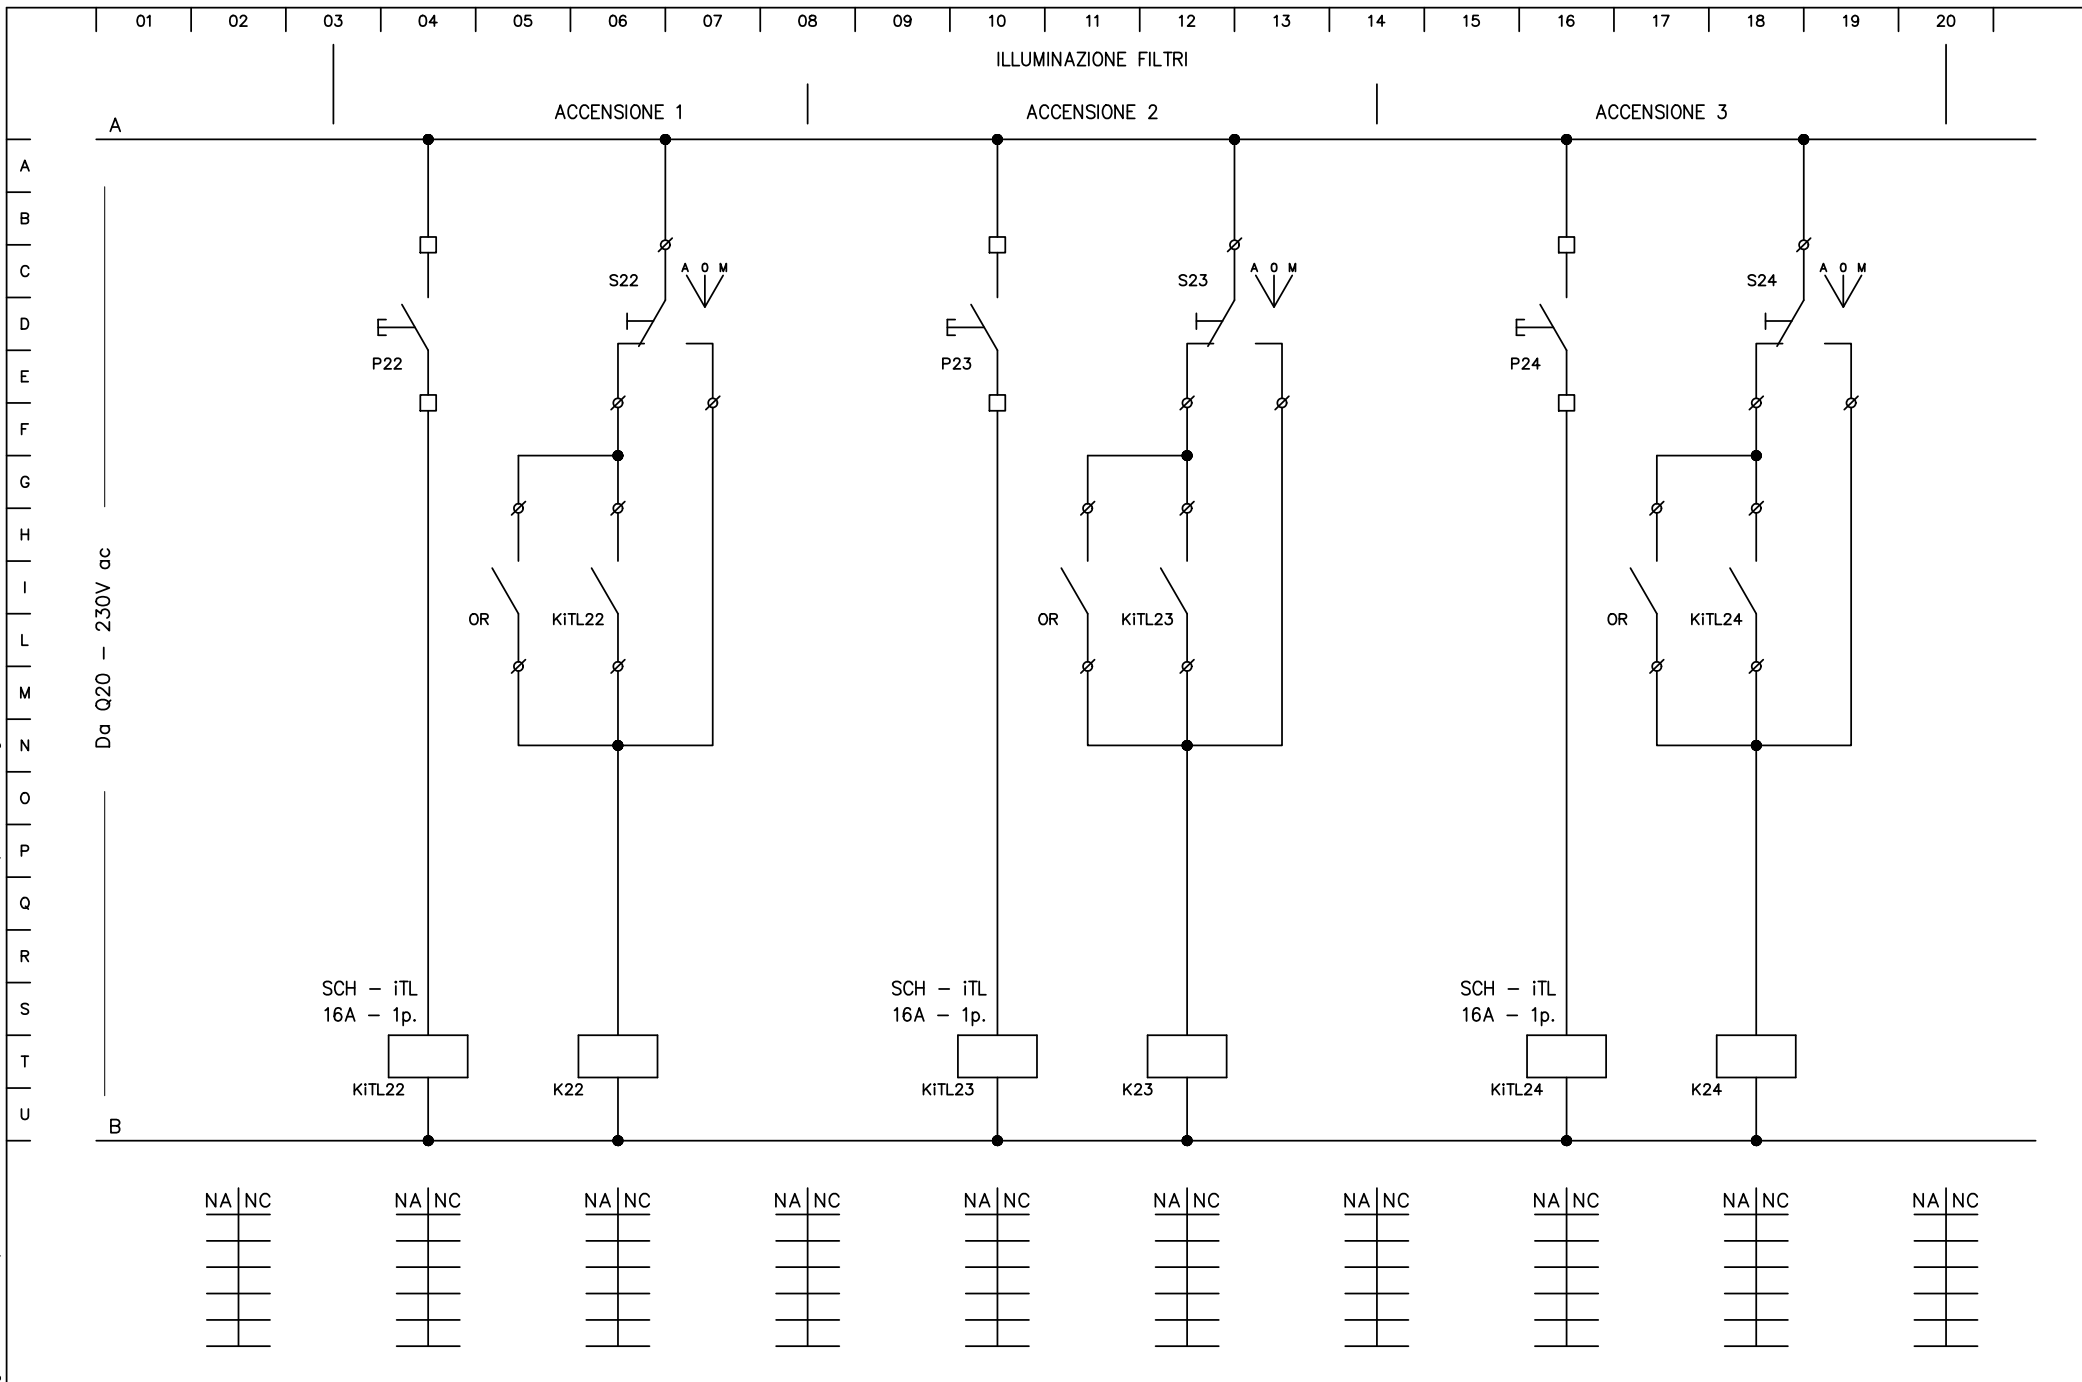 01 02 03 04 05 06 07 08 09 10 11 12 13 14 15 16 17 18 19 20
ILLUMINAZIONE FILTRI
ACCENSIONE 1 ACCENSIONE 2 ACCENSIONE 3
A
A
B
C
D
E
F
G
H
I
L
M
N
O
P
Q
R
S
T
U
Da Q20 - 230V ac
A O M A O M A O M
S22 S23 S24
P22 P23 P24
OR KiTL22 OR KiTL23 OR KiTL24
SCH - iTL SCH - iTL SCH - iTL
16A - 1p. 16A - 1p. 16A - 1p.
KiTL22 K22 KiTL23 K23 KiTL24 K24
B
NA NC NA NC NA NC NA NC NA NC NA NC NA NC NA NC NA NC NA NC